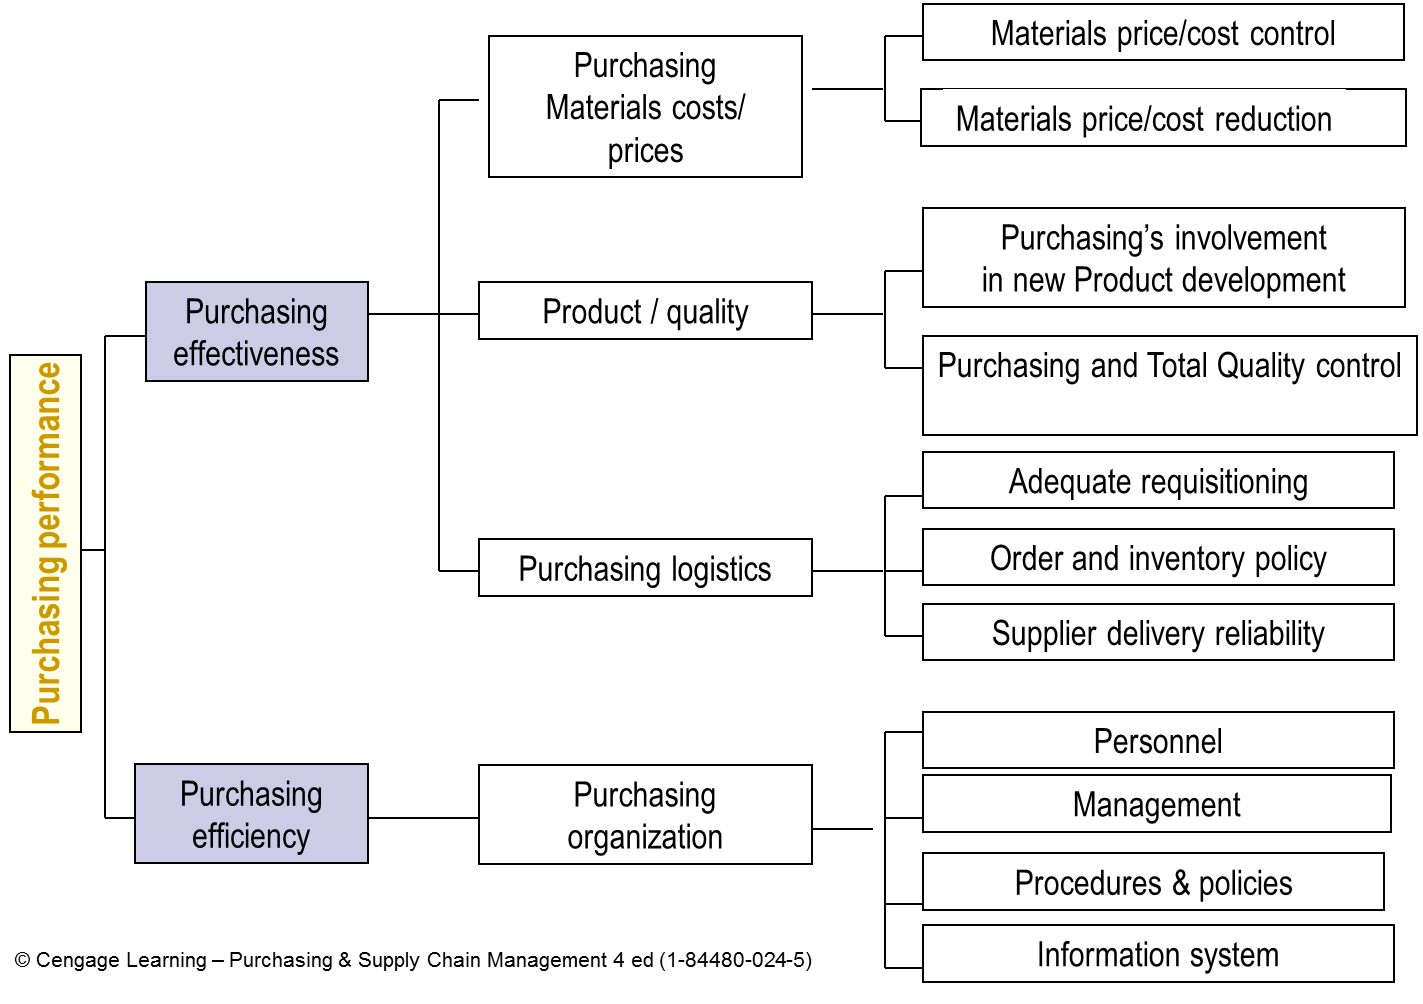 Purchasing performance
Purchasing
effectiveness
Purchasing
efficiency
Purchasing
Materials costs/
prices
Product / quality
Purchasing logistics
Purchasing
organization
Materials price/cost control
Materials price/cost reduction
Purchasing’s involvement
in new Product development
Purchasing and Total Quality control
Adequate requisitioning
Order and inventory policy
Supplier delivery reliability
Personnel
Management
Procedures & policies
Information system
© Cengage Learning – Purchasing & Supply Chain Management 4 ed (1-84480-024-5)